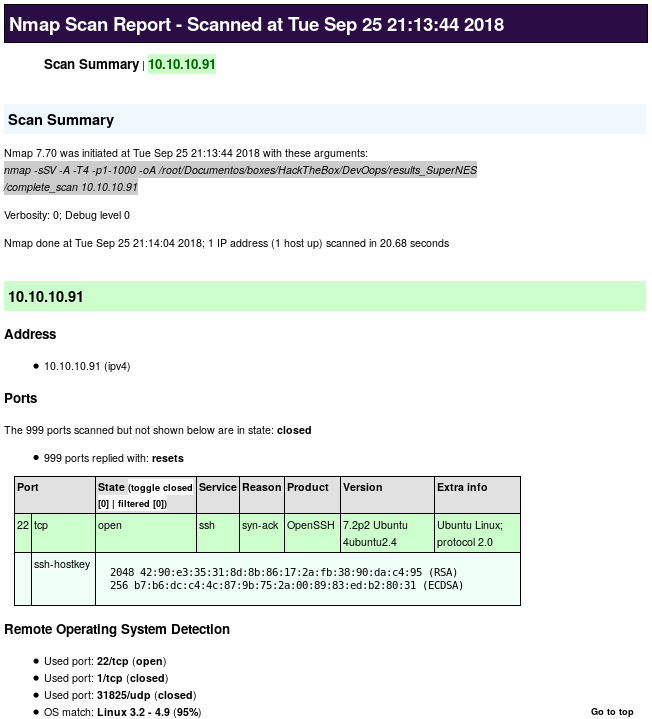 Nmap Scan Report - Scanned at Tue Sep 25 21:13:44 2018
Scan Summary | 10.10.10.91
Scan Summary
Nmap 7.70 was initiated at Tue Sep 25 21:13:44 2018 with these arguments:
nmap -sSV -A -T4 -p1-1000 -oA /root/Documentos/boxes/HackTheBox/DevOops/results_SuperNES
/complete_scan 10.10.10.91
Verbosity: 0; Debug level 0
Nmap done at Tue Sep 25 21:14:04 2018; 1 IP address (1 host up) scanned in 20.68 seconds
10.10.10.91
Address
10.10.10.91 (ipv4)
Ports
The 999 ports scanned but not shown below are in state: closed
999 ports replied with: resets
Port State (toggle closed Service Reason Product Version Extra info
[0] | filtered [0])
22 tcp open ssh syn-ack OpenSSH 7.2p2 Ubuntu Ubuntu Linux;
4ubuntu2.4 protocol 2.0
ssh-hostkey
2048 42:90:e3:35:31:8d:8b:86:17:2a:fb:38:90:da:c4:95 (RSA)
256 b7:b6:dc:c4:4c:87:9b:75:2a:00:89:83:ed:b2:80:31 (ECDSA)
Remote Operating System Detection
Used port: 22/tcp (open)
Used port: 1/tcp (closed)
Used port: 31825/udp (closed)
OS match: Linux 3.2 - 4.9 (95%)
Go to top